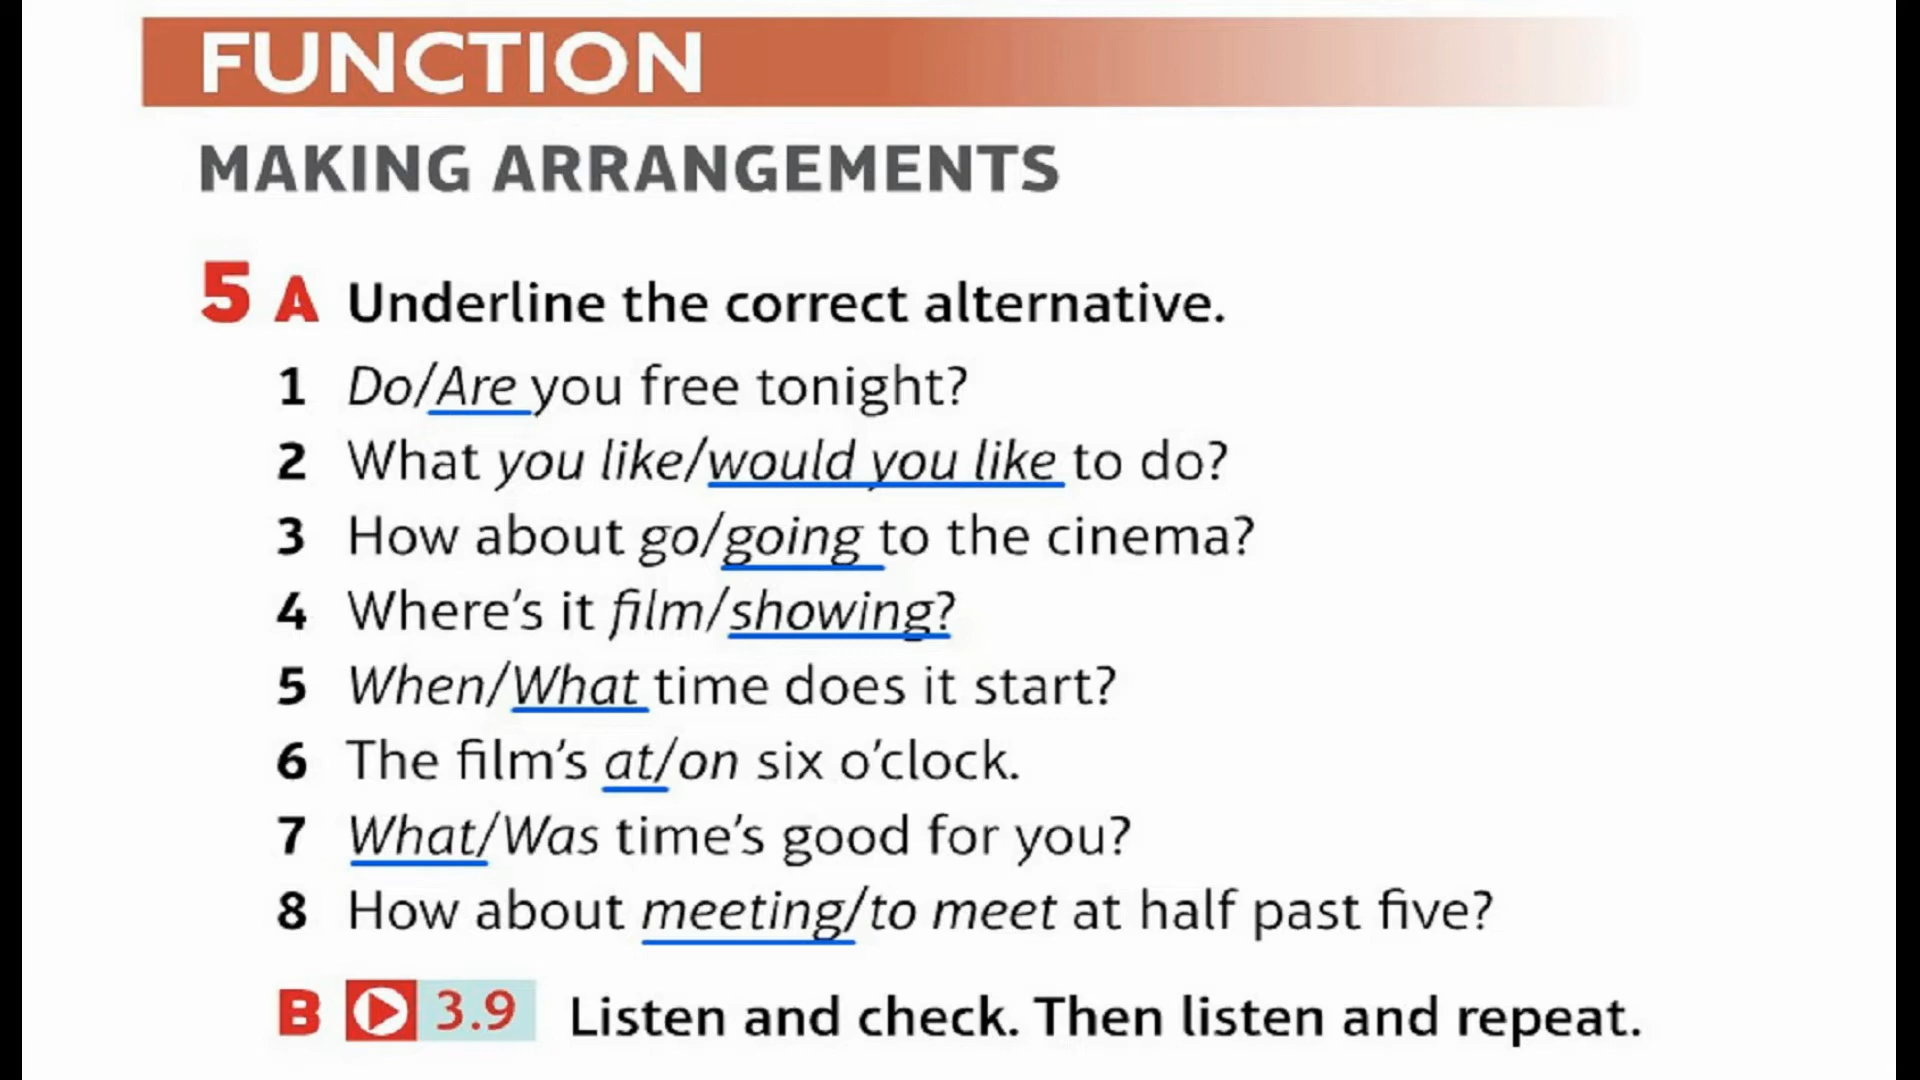 FUNCTION
MAKING ARRANGEMENTS
5 A Underline the correct alternative.
1 Do/Are you free tonight?
2 What you like/would you like to do?
3 How about go/going to the cinema?
4 Where's it film/showing?
5 When/What time does it start?
6 The film's at/on six o'clock.
7 What/Was time's good for you?
8 How about meeting/to meet at half past five?
B 3.9 Listen and check. Then listen and repeat.